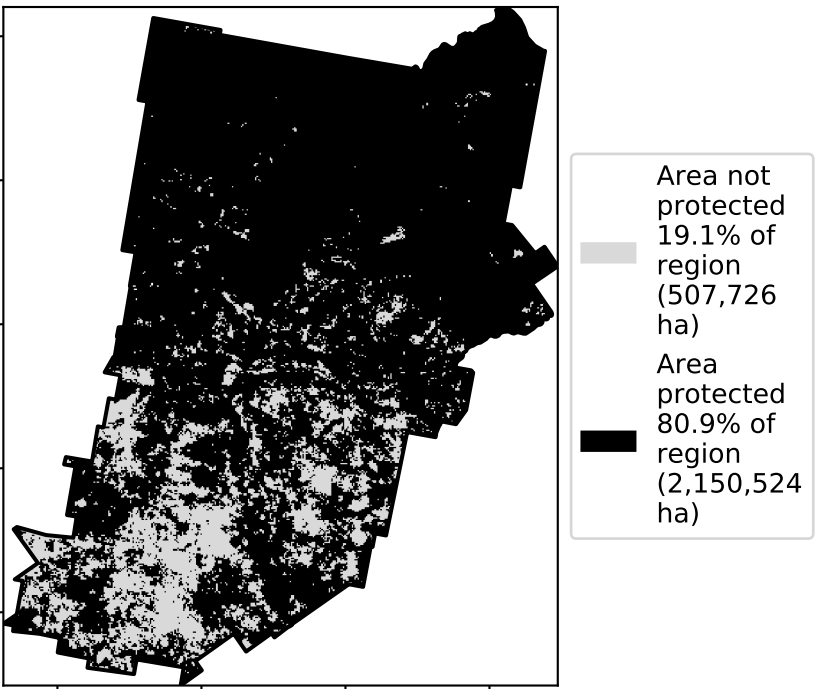 Area not
protected
19.1% of
region
(507,726
ha)
Area
protected
80.9% of
region
(2,150,524
ha)